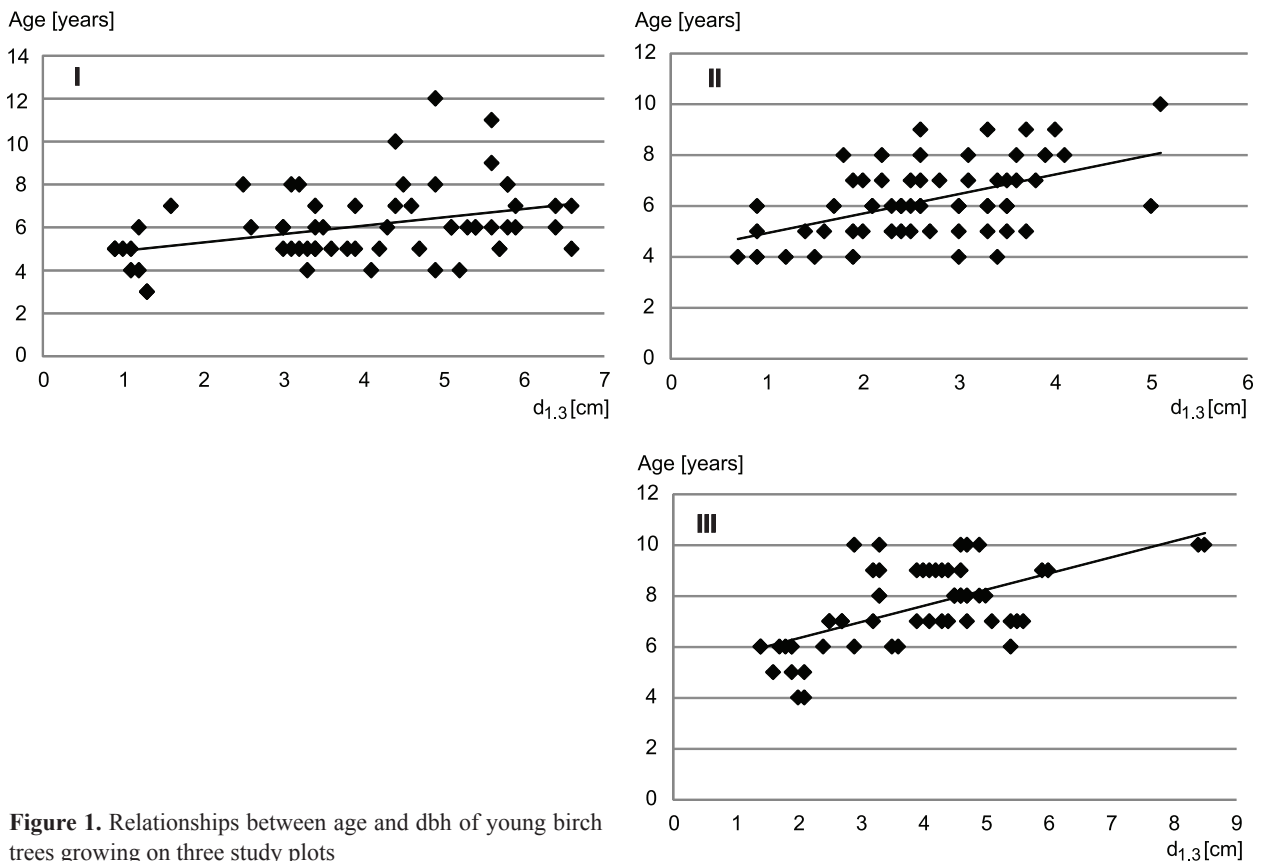 Age [years]
I
14
12
10
8
6
4
2
0
0 1 2 3 4 5 6 7
d1.3 [cm]
Age [years]
II
12
10
8
6
4
2
0
0 1 2 3 4 5 6
d1.3 [cm]
Age [years]
III
12
10
8
6
4
2
0
0 1 2 3 4 5 6 7 8 9
d1.3 [cm]
Figure 1. Relationships between age and dbh of young birch
trees growing on three study plots